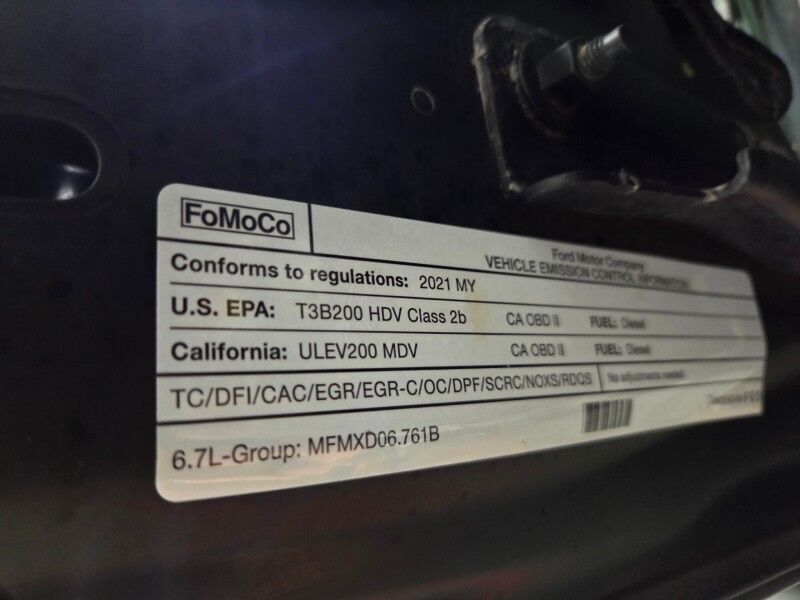 FoMoCo
Ford Motor Company
VEHICLE EMISSION CONTROL INFORMATION
Conforms to regulations: 2021 MY
U.S. EPA: T3B200 HDV Class 2b CA OBD II FUEL: Diesel
California: ULEV200 MDV CA OBD II FUEL: Diesel
TC/DFI/CAC/EGR/EGR-C/OC/DPF/SCRC/NOXS/RDQS No adjustments needed.
6.7L-Group: MFMXD06.761B